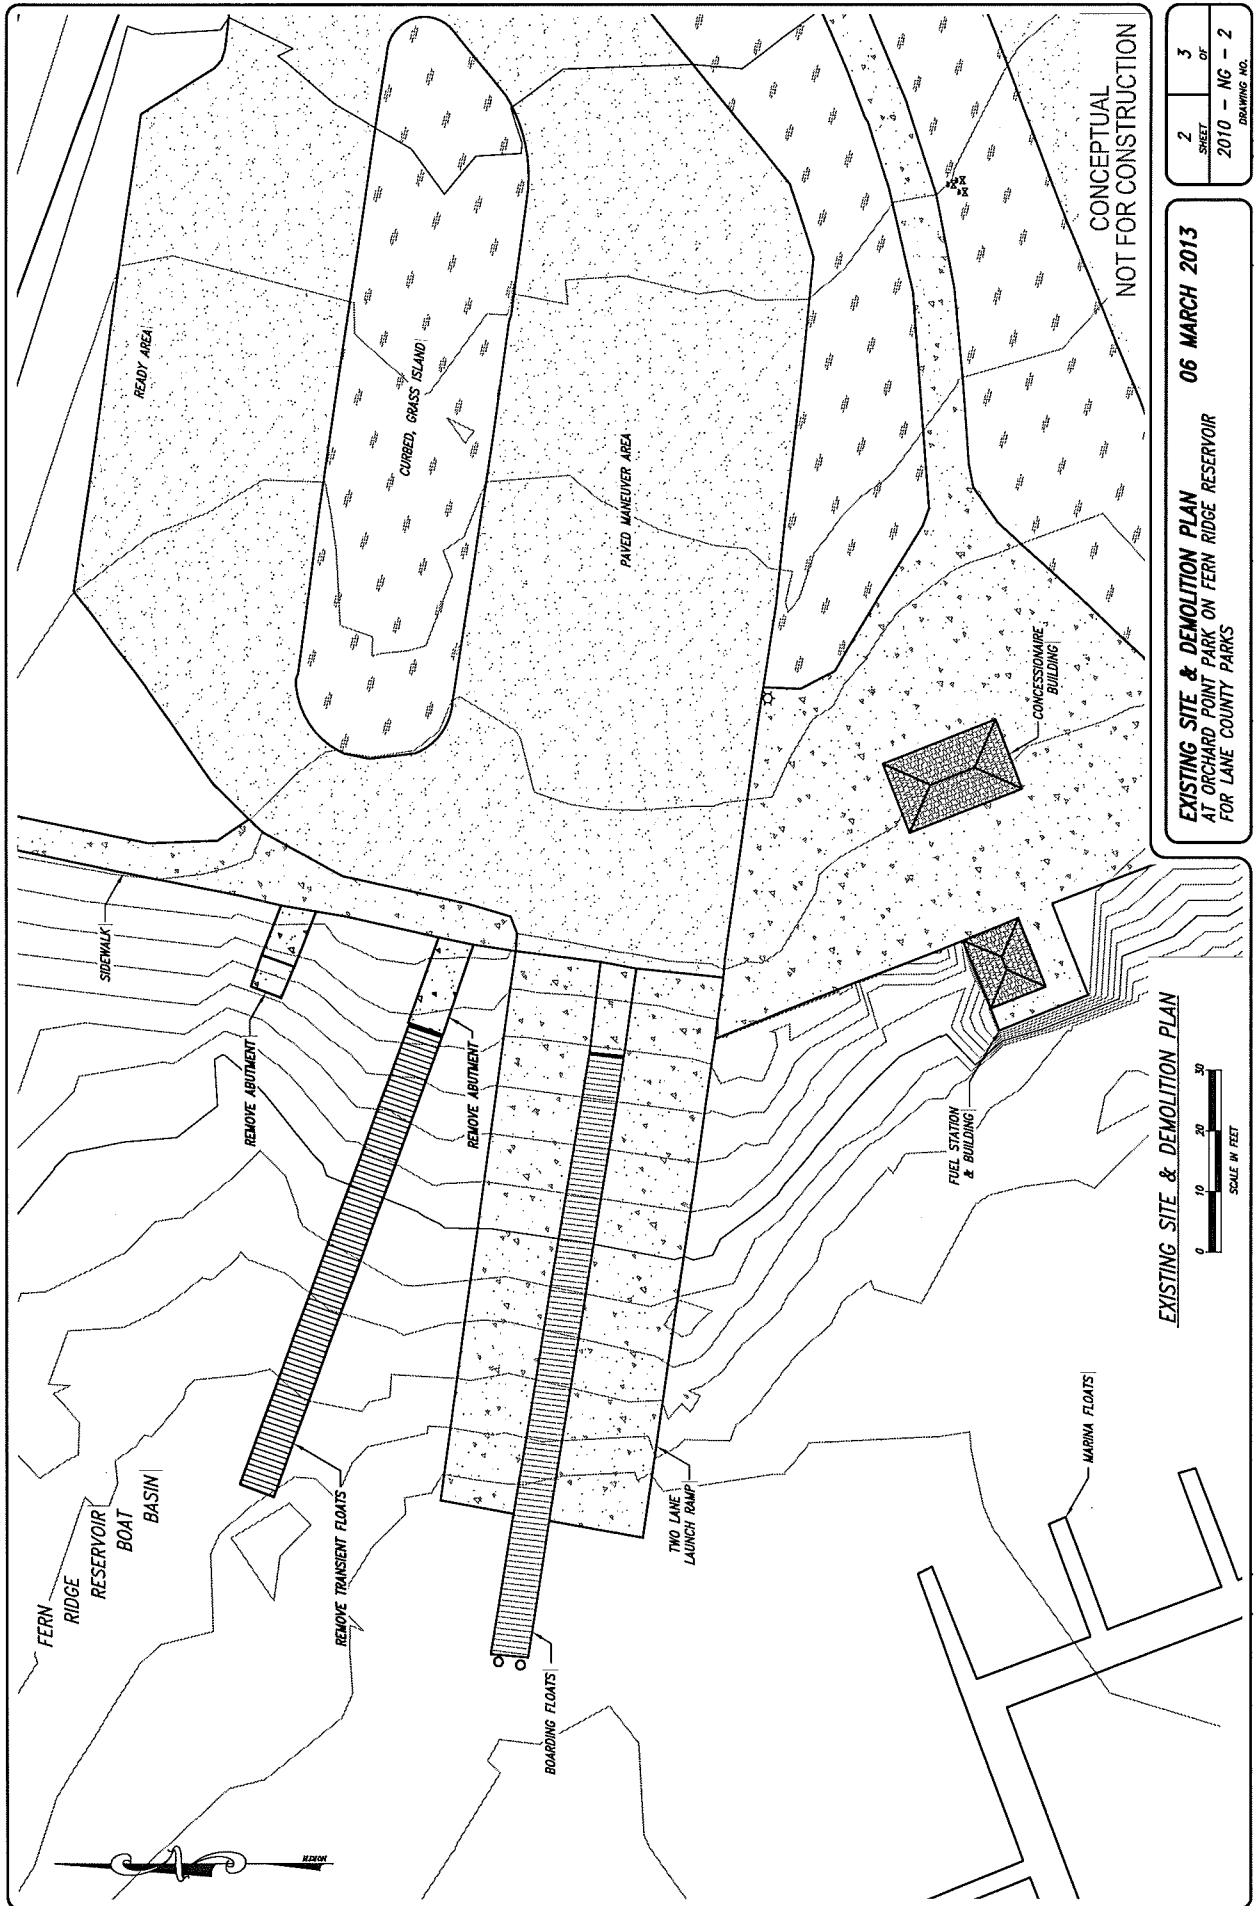 FERN
RIDGE
RESERVOIR
BOAT
BASIN
REMOVE TRANSIENT FLOATS
BOARDING FLOATS
REMOVE ABUTMENT
SIDEWALK
REMOVE ABUTMENT
READY AREA
CURBED, GRASS ISLAND
PAVED MANEUVER AREA
TWO LANE
LAUNCH RAMP
FUEL STATION
& BUILDING
CONCESSIONAIRE
BUILDING
MARINA FLOATS
NORTH
EXISTING SITE & DEMOLITION PLAN
0 10 20 30
SCALE IN FEET
CONCEPTUAL
NOT FOR CONSTRUCTION
EXISTING SITE & DEMOLITION PLAN 06 MARCH 2013
AT ORCHARD POINT PARK ON FERN RIDGE RESERVOIR
FOR LANE COUNTY PARKS
2 3
SHEET OF
2010 - NG - 2
DRAWING NO.